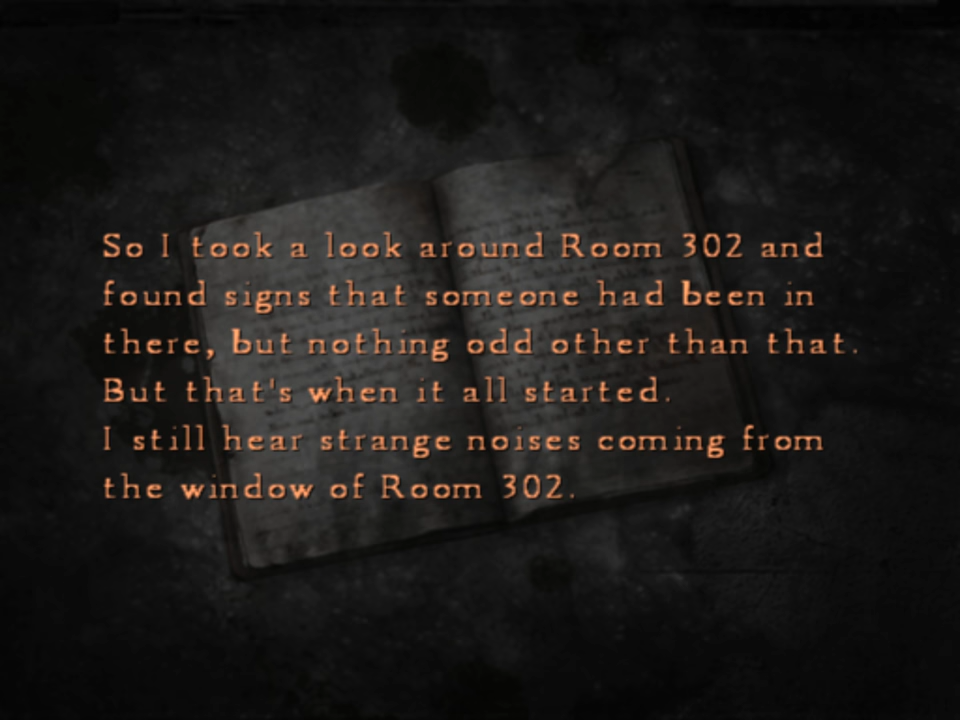 So I took a look around Room 302 and
found signs that someone had been in
there, but nothing odd other than that.
But that's when it all started.
I still hear strange noises coming from
the window of Room 302.